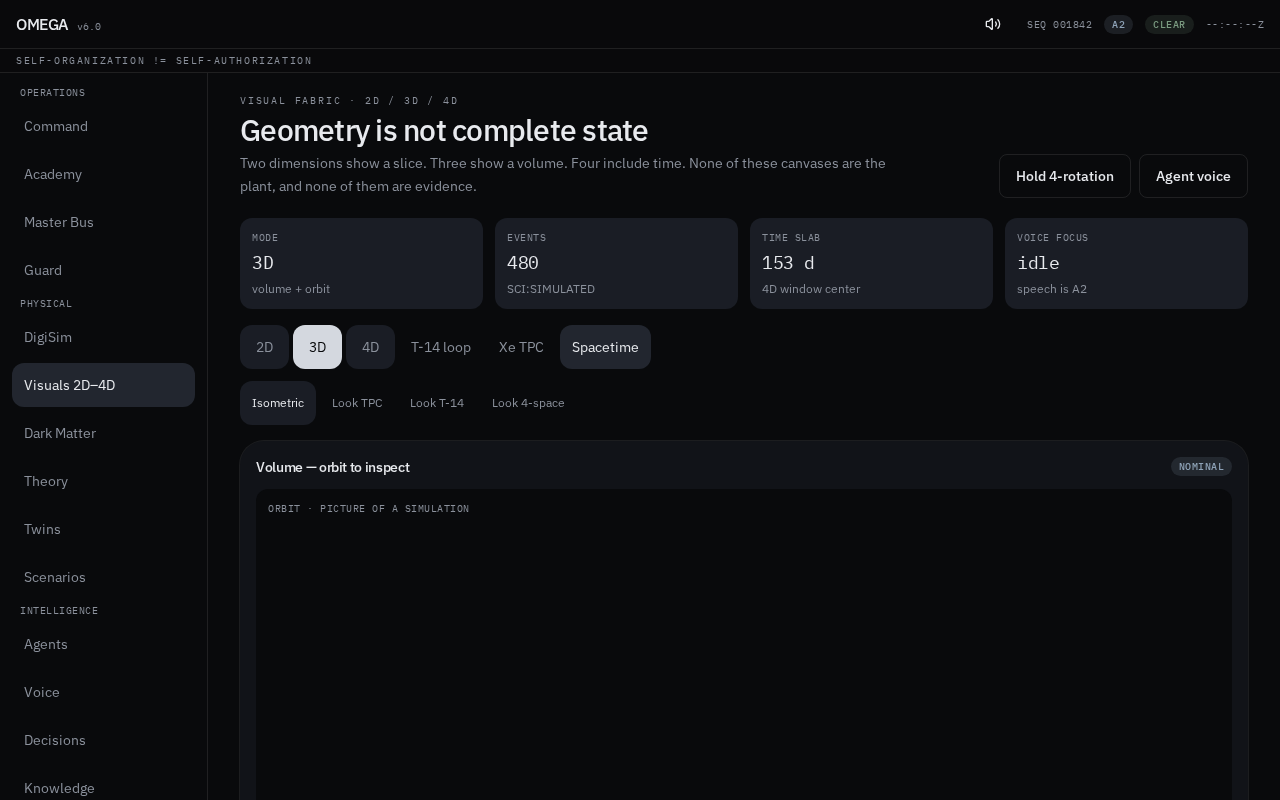 OMEGA v6.0
SEQ 001842 A2 CLEAR --:--:--Z
SELF-ORGANIZATION != SELF-AUTHORIZATION
OPERATIONS
Command
Academy
Master Bus
Guard
PHYSICAL
DigiSim
Visuals 2D–4D
Dark Matter
Theory
Twins
Scenarios
INTELLIGENCE
Agents
Voice
Decisions
Knowledge
VISUAL FABRIC · 2D / 3D / 4D
Geometry is not complete state
Two dimensions show a slice. Three show a volume. Four include time. None of these canvases are the
plant, and none of them are evidence.
Hold 4-rotation
Agent voice
MODE
3D
volume + orbit
EVENTS
480
SCI:SIMULATED
TIME SLAB
153 d
4D window center
VOICE FOCUS
idle
speech is A2
2D 3D 4D T-14 loop Xe TPC Spacetime
Isometric Look TPC Look T-14 Look 4-space
Volume — orbit to inspect
NOMINAL
ORBIT · PICTURE OF A SIMULATION